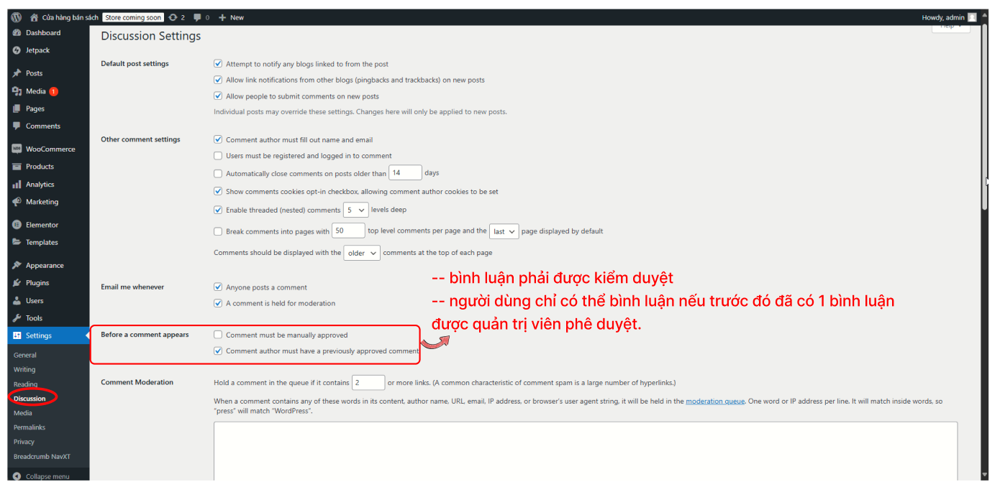 Cửa hàng bán sách Store coming soon 2 0 + New Howdy, admin
Help
Dashboard
Jetpack
Posts
Media 1
Pages
Comments
WooCommerce
Products
Analytics
Marketing
Elementor
Templates
Appearance
Plugins
Users
Tools
Settings
General
Writing
Reading
Discussion
Media
Permalinks
Privacy
Breadcrumb NavXT
Collapse menu
Discussion Settings
Default post settings
Attempt to notify any blogs linked to from the post
Allow link notifications from other blogs (pingbacks and trackbacks) on new posts
Allow people to submit comments on new posts
Individual posts may override these settings. Changes here will only be applied to new posts.
Other comment settings
Comment author must fill out name and email
Users must be registered and logged in to comment
Automatically close comments on posts older than 14 days
Show comments cookies opt-in checkbox, allowing comment author cookies to be set
Enable threaded (nested) comments 5 levels deep
Break comments into pages with 50 top level comments per page and the last page displayed by default
Comments should be displayed with the older comments at the top of each page
Email me whenever
Anyone posts a comment
A comment is held for moderation
-- bình luận phải được kiểm duyệt
-- người dùng chỉ có thể bình luận nếu trước đó đã có 1 bình luận
được quản trị viên phê duyệt.
Before a comment appears
Comment must be manually approved
Comment author must have a previously approved comment
Comment Moderation
Hold a comment in the queue if it contains 2 or more links. (A common characteristic of comment spam is a large number of hyperlinks.)
When a comment contains any of these words in its content, author name, URL, email, IP address, or browser's user agent string, it will be held in the moderation queue. One word or IP address per line. It will match inside words, so
"press" will match "WordPress".